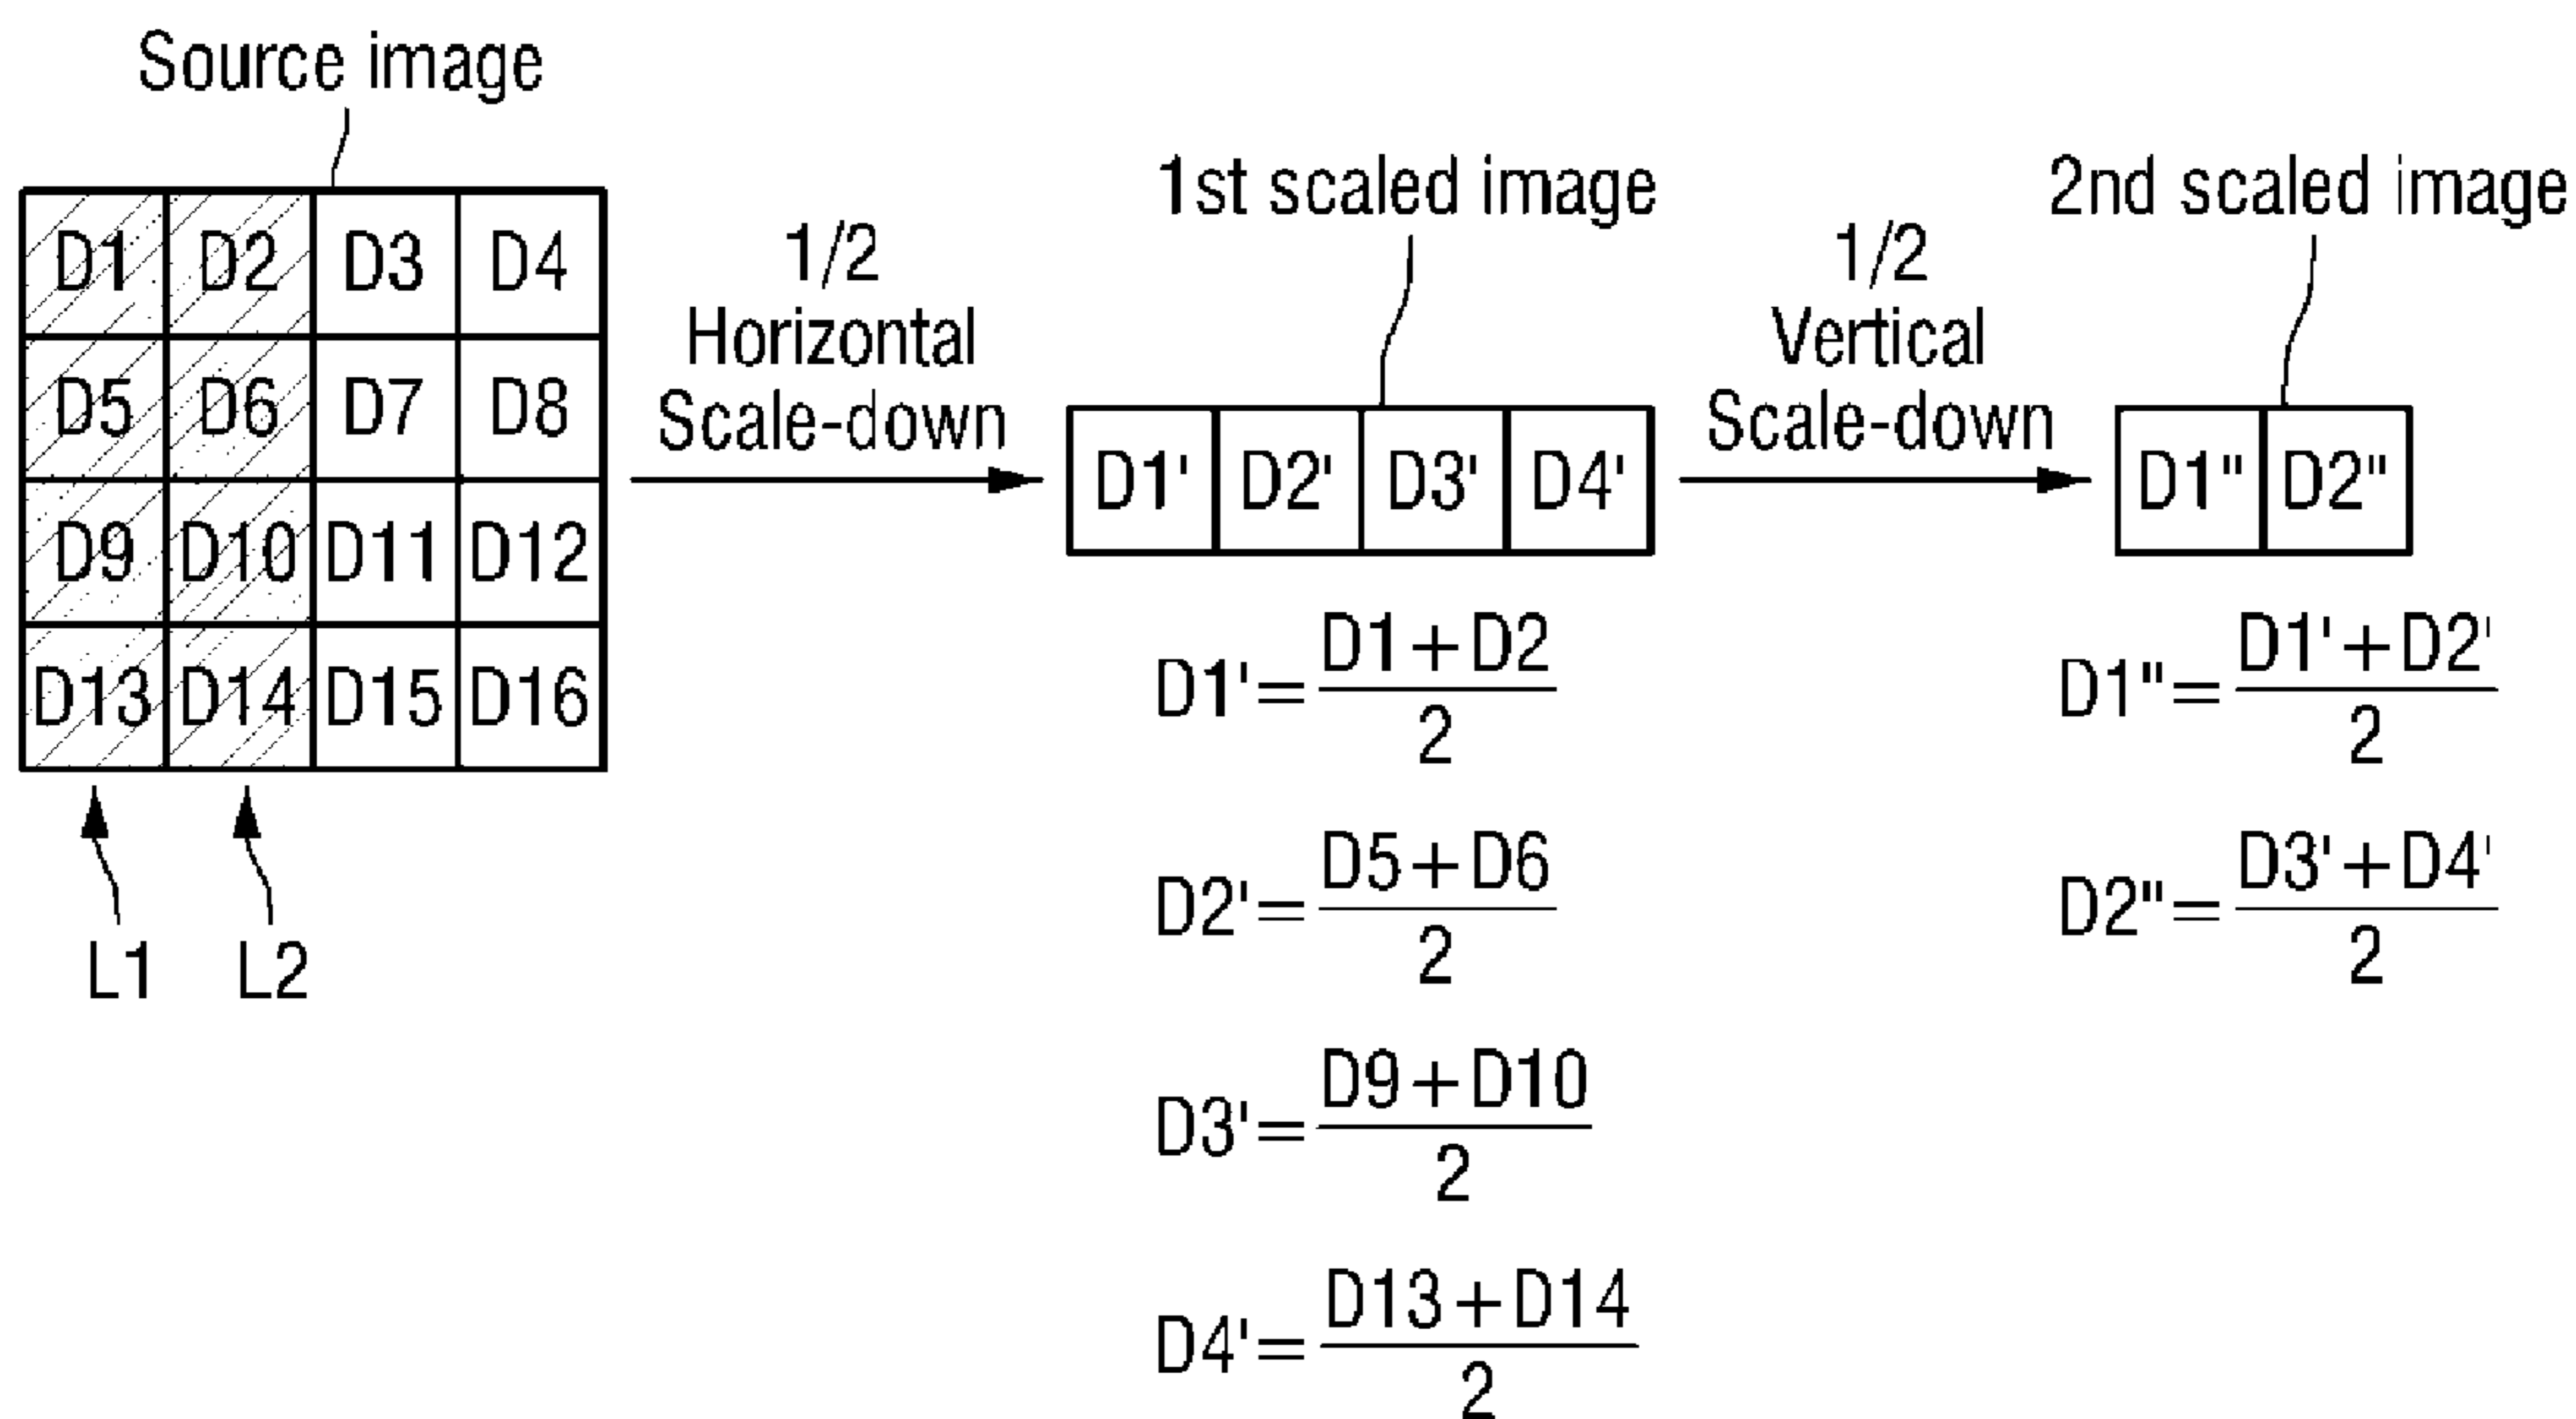 Source image
D1 D2 D3 D4
D5 D6 D7 D8
D9 D10 D11 D12
D13 D14 D15 D16
L1 L2
1/2
Horizontal
Scale-down
1st scaled image
D1' D2' D3' D4'
D1'=(D1+D2)/2
D2'=(D5+D6)/2
D3'=(D9+D10)/2
D4'=(D13+D14)/2
1/2
Vertical
Scale-down
2nd scaled image
D1" D2"
D1"=(D1'+D2')/2
D2"=(D3'+D4')/2